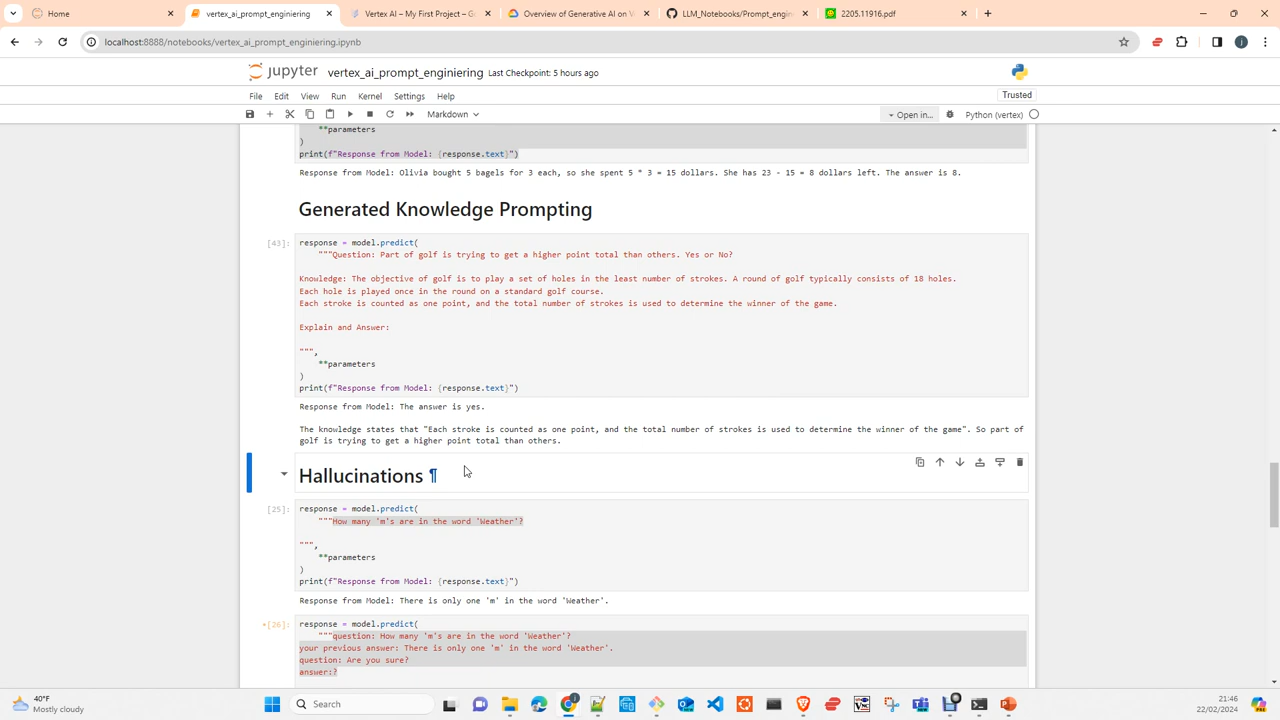 Home
vertex_ai_prompt_enginiering
Vertex AI – My First Project – G
Overview of Generative AI on V
LLM_Notebooks/Prompt_engin
2205.11916.pdf
localhost:8888/notebooks/vertex_ai_prompt_enginiering.ipynb
jupyter vertex_ai_prompt_enginiering Last Checkpoint: 5 hours ago
File Edit View Run Kernel Settings Help
Trusted
Markdown
Open in...
Python (vertex)
**parameters
)
print(f"Response from Model: {response.text}")
Response from Model: Olivia bought 5 bagels for 3 each, so she spent 5 * 3 = 15 dollars. She has 23 - 15 = 8 dollars left. The answer is 8.
Generated Knowledge Prompting
[43]: response = model.predict(
"""Question: Part of golf is trying to get a higher point total than others. Yes or No?
Knowledge: The objective of golf is to play a set of holes in the least number of strokes. A round of golf typically consists of 18 holes.
Each hole is played once in the round on a standard golf course.
Each stroke is counted as one point, and the total number of strokes is used to determine the winner of the game.
Explain and Answer:
""",
**parameters
)
print(f"Response from Model: {response.text}")
Response from Model: The answer is yes.
The knowledge states that "Each stroke is counted as one point, and the total number of strokes is used to determine the winner of the game". So part of
golf is trying to get a higher point total than others.
Hallucinations ¶
[25]: response = model.predict(
"""How many 'm's are in the word 'Weather'?
""",
**parameters
)
print(f"Response from Model: {response.text}")
Response from Model: There is only one 'm' in the word 'Weather'.
•[26]: response = model.predict(
"""question: How many 'm's are in the word 'Weather'?
your previous answer: There is only one 'm' in the word 'Weather'.
question: Are you sure?
answer:?
40°F
Mostly cloudy
Search
21:46
22/02/2024